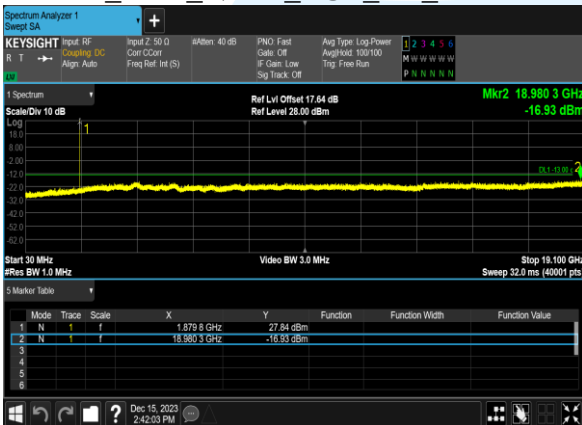 Spectrum Analyzer 1
Swept SA
KEYSIGHT Input: RF Input Z: 50 Ω #Atten: 40 dB PNO: Fast Avg Type: Log-Power 1 2 3 4 5 6
R T Coupling: DC Corr CCorr Gate: Off Avg|Hold: 100/100 M W W W W W
Align: Auto Freq Ref: Int (S) IF Gain: Low Trig: Free Run
LV Sig Track: Off P N N N N N
1 Spectrum Ref Lvl Offset 17.64 dB Mkr2 18.980 3 GHz
Scale/Div 10 dB Ref Level 28.00 dBm -16.93 dBm
Log
18.0 1
8.00
-2.00
-12.0 DL1 -13.00 2
-22.0
-32.0
-42.0
-52.0
-62.0
Start 30 MHz Video BW 3.0 MHz Stop 19.100 GHz
#Res BW 1.0 MHz Sweep 32.0 ms (40001 pts
5 Marker Table
Mode Trace Scale X Y Function Function Width Function Value
1 N 1 f 1.879 8 GHz 27.84 dBm
2 N 1 f 18.980 3 GHz -16.93 dBm
3
4
5
6
? Dec 15, 2023
2:42:03 PM